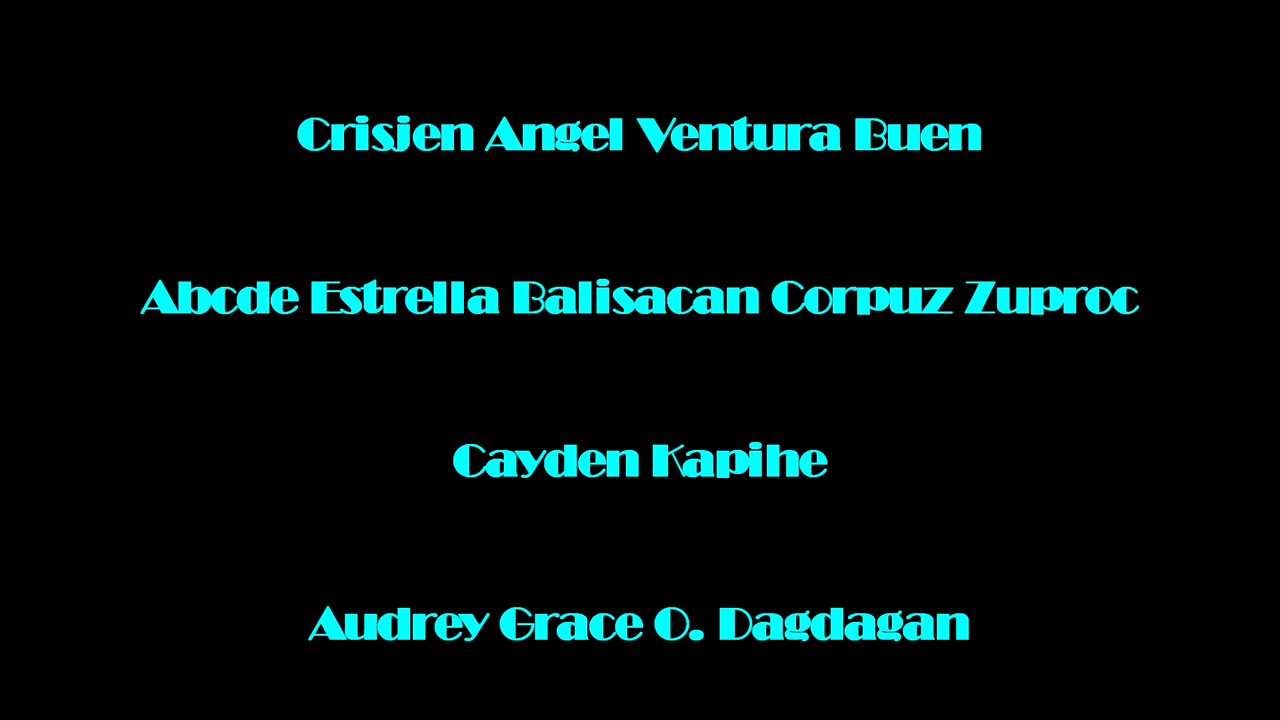 Crisjen Angel Ventura Buen
Abcde Estrella Balisacan Corpuz Zuproc
Cayden Kapihe
Audrey Grace O. Dagdagan